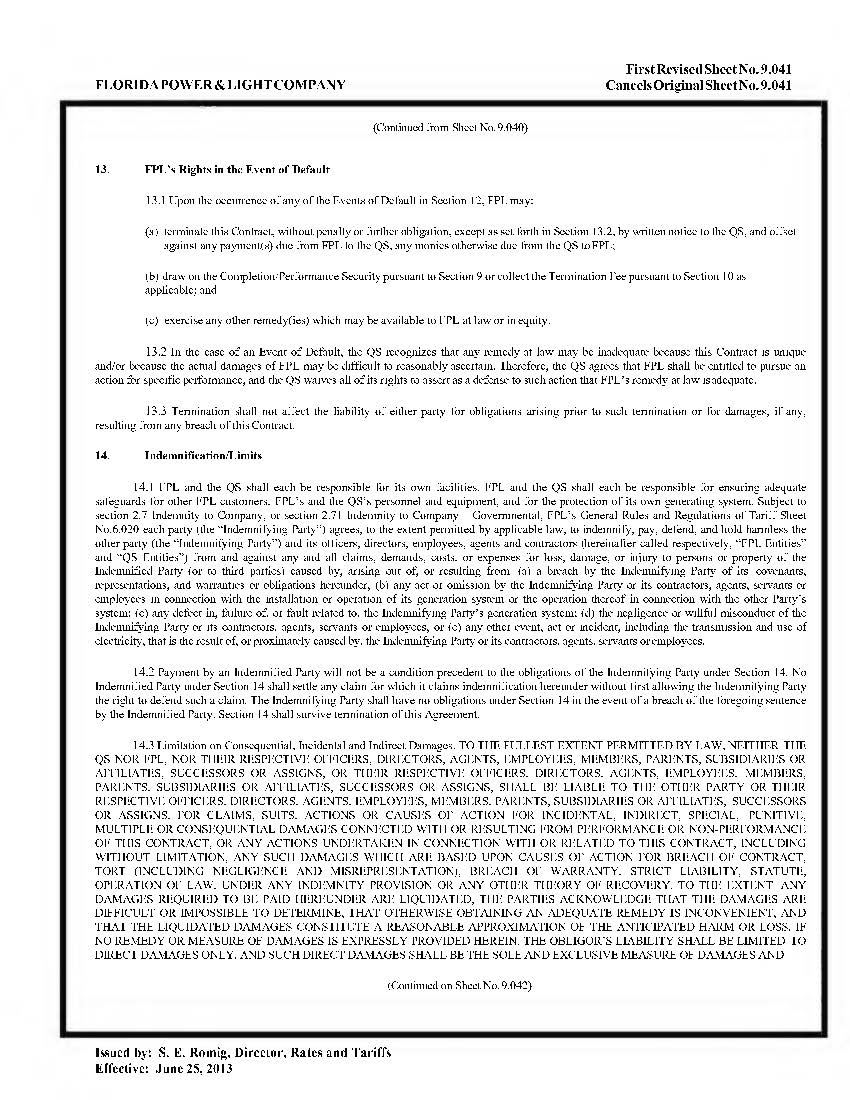 First Revised Sheet No. 9.041
FLORIDA POWER & LIGHT COMPANY Cancels Original Sheet No. 9.041
(Continued from Sheet No. 9.040)
13. FPL's Rights in the Event of Default
13.1 Upon the occurrence of any of the Events of Default in Section 12, FPL may:
(a) terminate this Contract, without penalty or further obligation, except as set forth in Section 13.2, by written notice to the QS, and offset
against any payment(s) due from FPL to the QS, any monies otherwise due from the QS to FPL;
(b) draw on the Completion/Performance Security pursuant to Section 9 or collect the Termination Fee pursuant to Section 10 as
applicable; and
(c) exercise any other remedy(ies) which may be available to FPL at law or in equity.
13.2 In the case of an Event of Default, the QS recognizes that any remedy at law may be inadequate because this Contract is unique
and/or because the actual damages of FPL may be difficult to reasonably ascertain. Therefore, the QS agrees that FPL shall be entitled to pursue an
action for specific performance, and the QS waives all of its rights to assert as a defense to such action that FPL's remedy at law is adequate.
13.3 Termination shall not affect the liability of either party for obligations arising prior to such termination or for damages, if any,
resulting from any breach of this Contract.
14. Indemnification/Limits
14.1 FPL and the QS shall each be responsible for its own facilities. FPL and the QS shall each be responsible for ensuring adequate
safeguards for other FPL customers, FPL's and the QS's personnel and equipment, and for the protection of its own generating system. Subject to
section 2.7 Indemnity to Company, or section 2.71 Indemnity to Company – Governmental, FPL's General Rules and Regulations of Tariff Sheet
No. 6.020 each party (the "Indemnifying Party") agrees, to the extent permitted by applicable law, to indemnify, pay, defend, and hold harmless the
other party (the "Indemnifying Party") and its officers, directors, employees, agents and contractors (hereinafter called respectively, "FPL Entities"
and "QS Entities") from and against any and all claims, demands, costs, or expenses for loss, damage, or injury to persons or property of the
Indemnified Party (or to third parties) caused by, arising out of, or resulting from: (a) a breach by the Indemnifying Party of its covenants,
representations, and warranties or obligations hereunder, (b) any act or omission by the Indemnifying Party or its contractors, agents, servants or
employees in connection with the installation or operation of its generation system or the operation thereof in connection with the other Party's
system; (c) any defect in, failure of, or fault related to, the Indemnifying Party's generation system; (d) the negligence or willful misconduct of the
Indemnifying Party or its contractors, agents, servants or employees, or (e) any other event, act or incident, including the transmission and use of
electricity, that is the result of, or proximately caused by, the Indemnifying Party or its contractors, agents, servants or employees.
14.2 Payment by an Indemnified Party will not be a condition precedent to the obligations of the Indemnifying Party under Section 14. No
Indemnified Party under Section 14 shall settle any claim for which it claims indemnification hereunder without first allowing the Indemnifying Party
the right to defend such a claim. The Indemnifying Party shall have no obligations under Section 14 in the event of a breach of the foregoing sentence
by the Indemnified Party. Section 14 shall survive termination of this Agreement.
14.3 Limitation on Consequential, Incidental and Indirect Damages. TO THE FULLEST EXTENT PERMITTED BY LAW, NEITHER THE
QS NOR FPL, NOR THEIR RESPECTIVE OFFICERS, DIRECTORS, AGENTS, EMPLOYEES, MEMBERS, PARENTS, SUBSIDIARIES OR
AFFILIATES, SUCCESSORS OR ASSIGNS, OR THEIR RESPECTIVE OFFICERS, DIRECTORS, AGENTS, EMPLOYEES, MEMBERS,
PARENTS, SUBSIDIARIES OR AFFILIATES, SUCCESSORS OR ASSIGNS, SHALL BE LIABLE TO THE OTHER PARTY OR THEIR
RESPECTIVE OFFICERS, DIRECTORS, AGENTS, EMPLOYEES, MEMBERS, PARENTS, SUBSIDIARIES OR AFFILIATES, SUCCESSORS
OR ASSIGNS, FOR CLAIMS, SUITS, ACTIONS OR CAUSES OF ACTION FOR INCIDENTAL, INDIRECT, SPECIAL, PUNITIVE,
MULTIPLE OR CONSEQUENTIAL DAMAGES CONNECTED WITH OR RESULTING FROM PERFORMANCE OR NON-PERFORMANCE
OF THIS CONTRACT, OR ANY ACTIONS UNDERTAKEN IN CONNECTION WITH OR RELATED TO THIS CONTRACT, INCLUDING
WITHOUT LIMITATION, ANY SUCH DAMAGES WHICH ARE BASED UPON CAUSES OF ACTION FOR BREACH OF CONTRACT,
TORT (INCLUDING NEGLIGENCE AND MISREPRESENTATION), BREACH OF WARRANTY, STRICT LIABILITY, STATUTE,
OPERATION OF LAW, UNDER ANY INDEMNITY PROVISION OR ANY OTHER THEORY OF RECOVERY. TO THE EXTENT ANY
DAMAGES REQUIRED TO BE PAID HEREUNDER ARE LIQUIDATED, THE PARTIES ACKNOWLEDGE THAT THE DAMAGES ARE
DIFFICULT OR IMPOSSIBLE TO DETERMINE, THAT OTHERWISE OBTAINING AN ADEQUATE REMEDY IS INCONVENIENT, AND
THAT THE LIQUIDATED DAMAGES CONSTITUTE A REASONABLE APPROXIMATION OF THE ANTICIPATED HARM OR LOSS. IF
NO REMEDY OR MEASURE OF DAMAGES IS EXPRESSLY PROVIDED HEREIN, THE OBLIGOR'S LIABILITY SHALL BE LIMITED TO
DIRECT DAMAGES ONLY, AND SUCH DIRECT DAMAGES SHALL BE THE SOLE AND EXCLUSIVE MEASURE OF DAMAGES AND
(Continued on Sheet No. 9.042)
Issued by: S. E. Romig, Director, Rates and Tariffs
Effective: June 25, 2013